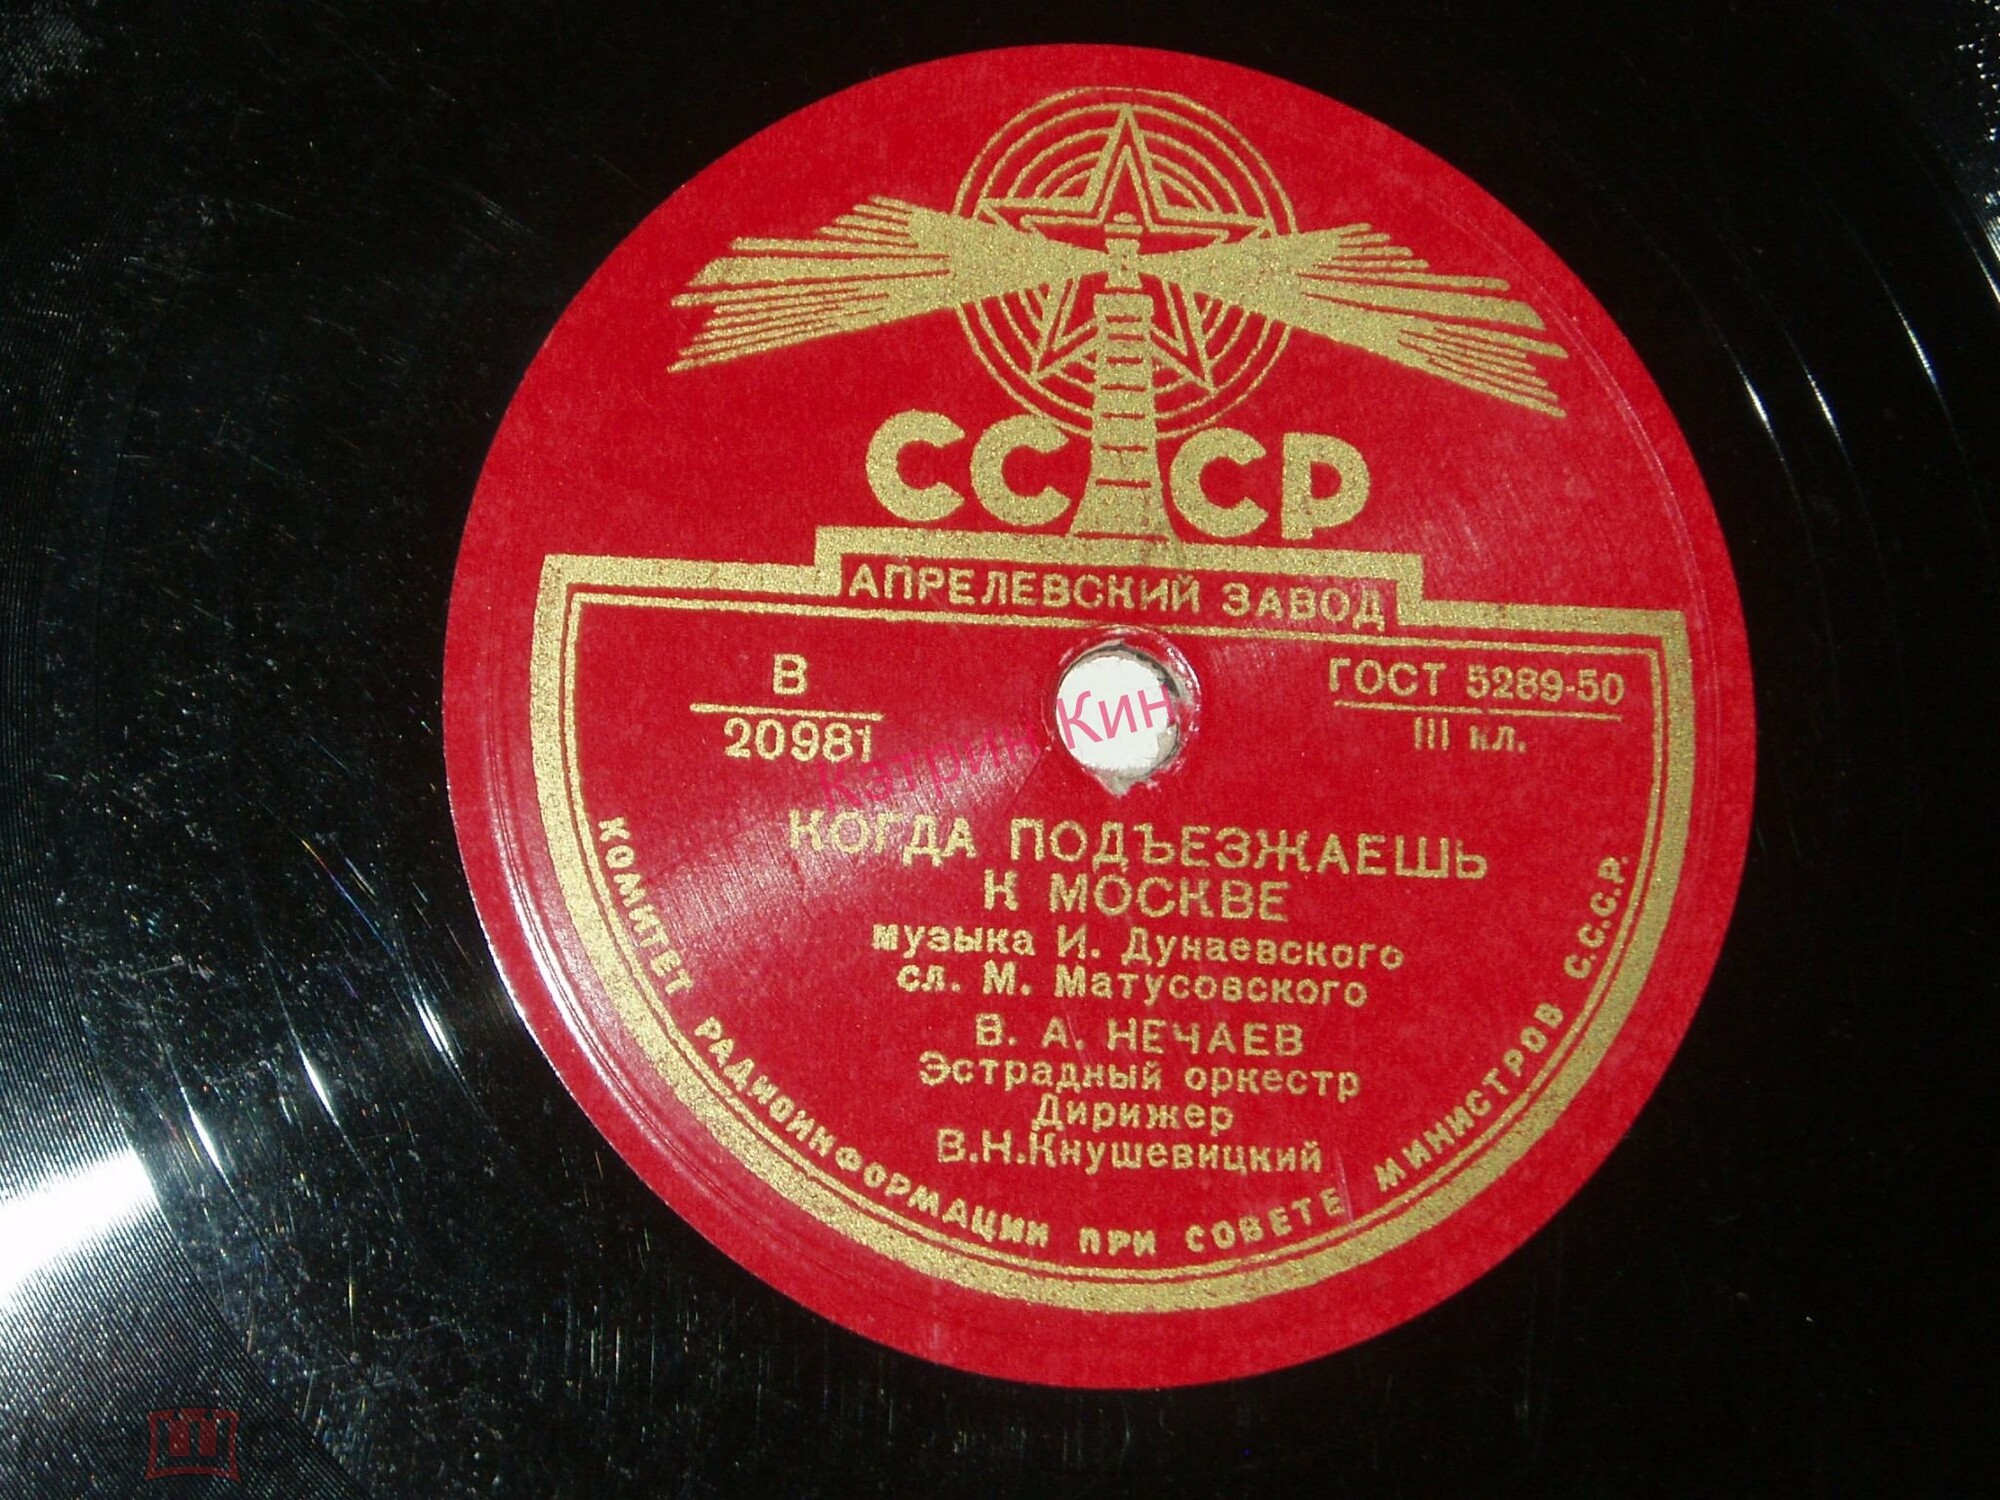 СССР
АПРЕЛЕВСКИЙ ЗАВОД
В
20981
ГОСТ 5289-50
III кл.
Катрин Кин
КОГДА ПОДЪЕЗЖАЕШЬ
К МОСКВЕ
музыка И. Дунаевского
сл. М. Матусовского
В. А. НЕЧАЕВ
Эстрадный оркестр
Дирижер
В.Н.Кнушевицкий
КОМИТЕТ РАДИОИНФОРМАЦИИ ПРИ СОВЕТЕ МИНИСТРОВ С.С.С.Р.